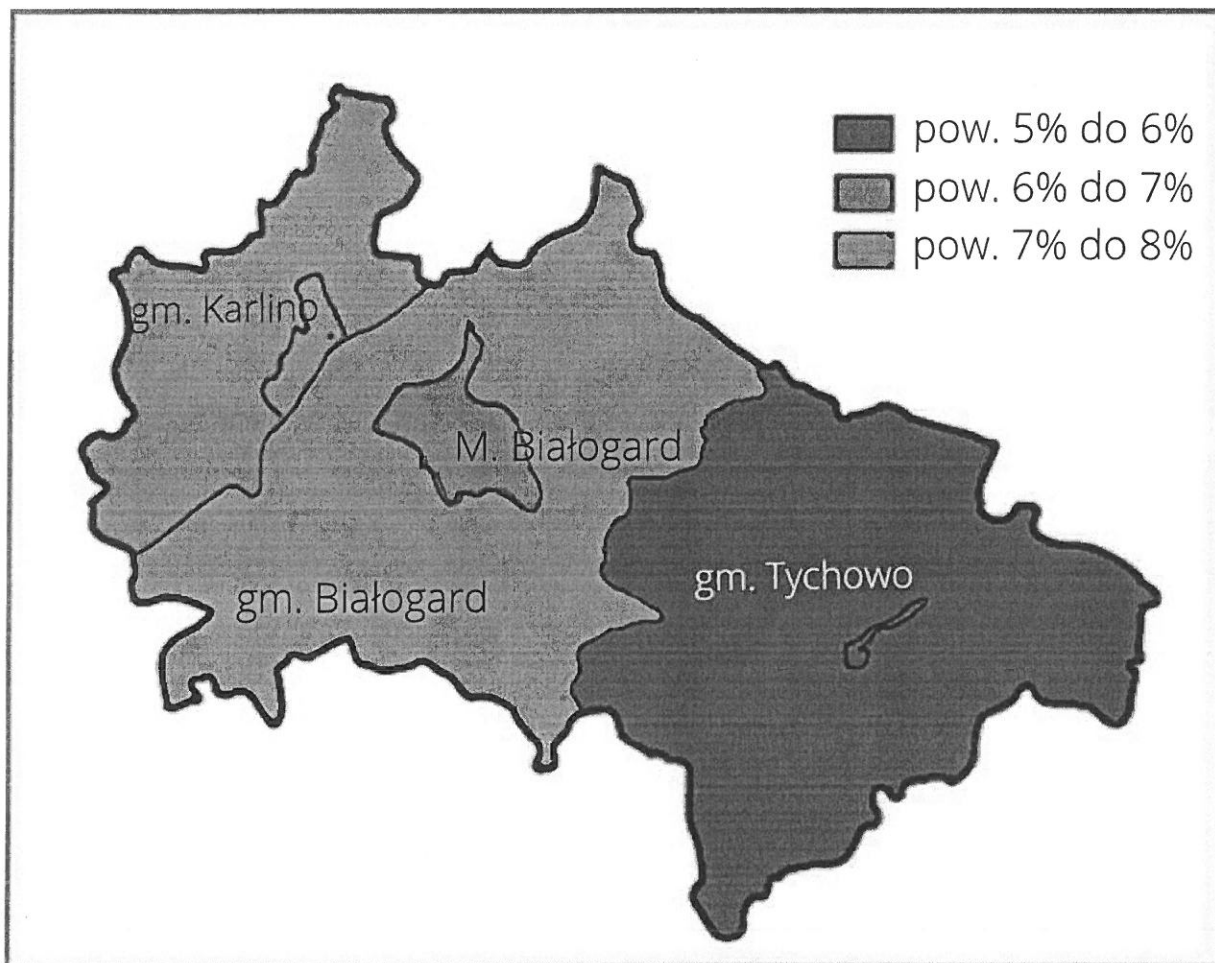 pow. 5% do 6%
pow. 6% do 7%
pow. 7% do 8%
gm. Karlino
M. Białogard
gm. Białogard
gm. Tychowo